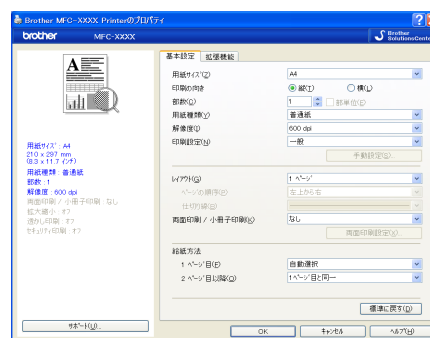 Brother MFC-XXXX Printerのプロパティ
brother MFC-XXXX
Brother
SolutionsCenter
基本設定 拡張機能
用紙サイズ(Z) A4
印刷の向き 縦(T) 横(L)
部数(C) 1 部単位(E)
用紙種類(Y) 普通紙
解像度(I) 600 dpi
印刷設定(N) 一般
手動設定(S)...
レイアウト(G) 1 ページ
ページの順序(P) 左上から右
仕切り線(B)
両面印刷 / 小冊子印刷(K) なし
両面印刷設定(X)...
給紙方法
1 ページ目(F) 自動選択
2 ページ目以降(O) 1ページ目と同一
標準に戻す(D)
用紙サイズ : A4
210 x 297 mm
(8.3 x 11.7 インチ)
用紙種類 : 普通紙
部数 : 1
解像度 : 600 dpi
両面印刷 / 小冊子印刷 : なし
拡大縮小 : オフ
透かし印刷 : オフ
セキュリティ印刷 : オフ
サポート(U)...
OK キャンセル ヘルプ(H)